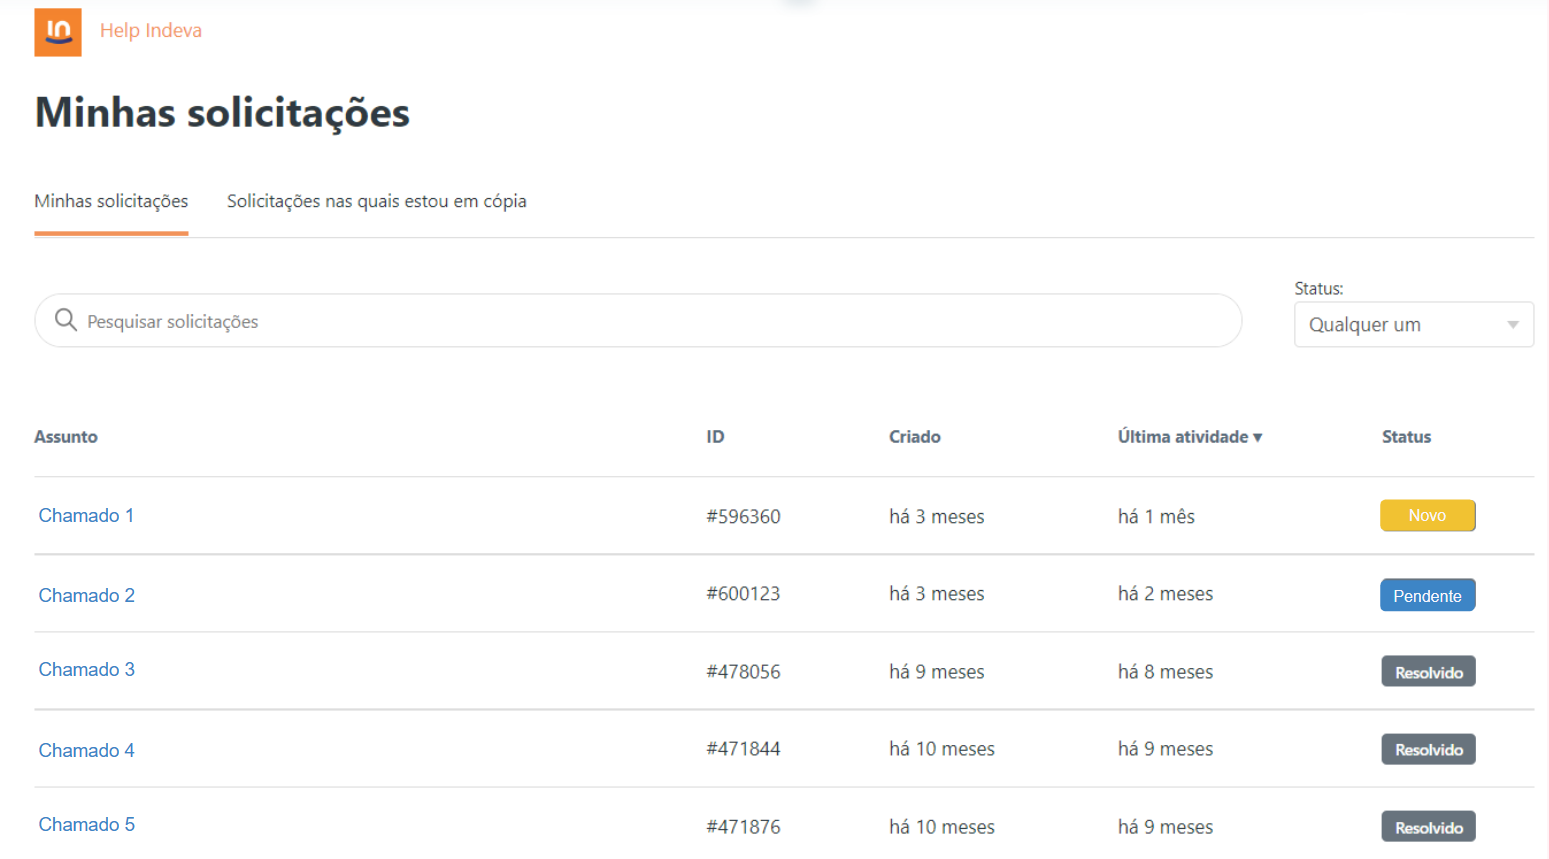 in Help Indeva
Minhas solicitações
Minhas solicitações Solicitações nas quais estou em cópia
Status:
Pesquisar solicitações Qualquer um
Assunto ID Criado Última atividade ▼ Status
Chamado 1 #596360 há 3 meses há 1 mês Novo
Chamado 2 #600123 há 3 meses há 2 meses Pendente
Chamado 3 #478056 há 9 meses há 8 meses Resolvido
Chamado 4 #471844 há 10 meses há 9 meses Resolvido
Chamado 5 #471876 há 10 meses há 9 meses Resolvido